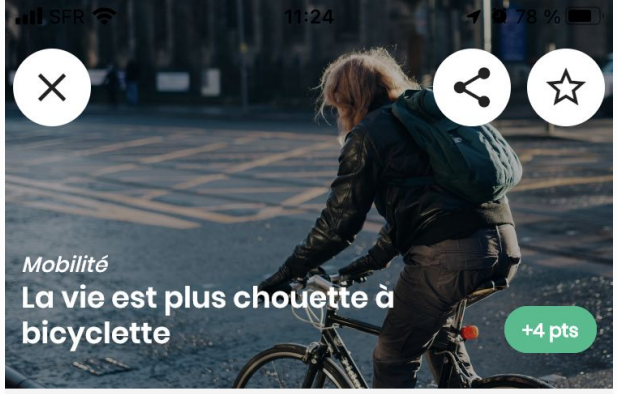 SFR 11:24 78 %
Mobilité
La vie est plus chouette à
bicyclette
+4 pts